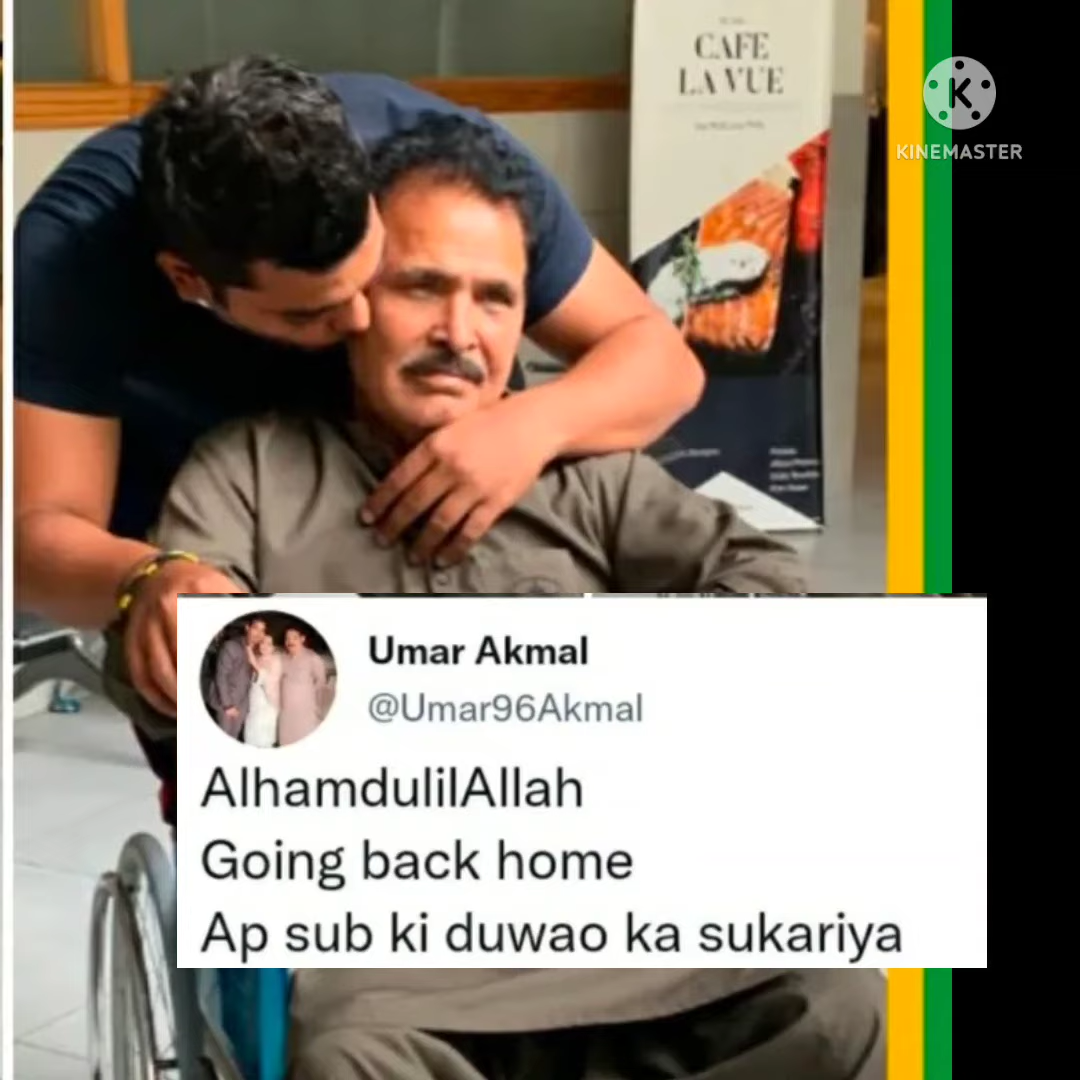 CAFE
LA VUE
K
KINEMASTER
Umar Akmal
@Umar96Akmal
AlhamdulilAllah
Going back home
Ap sub ki duwao ka sukariya